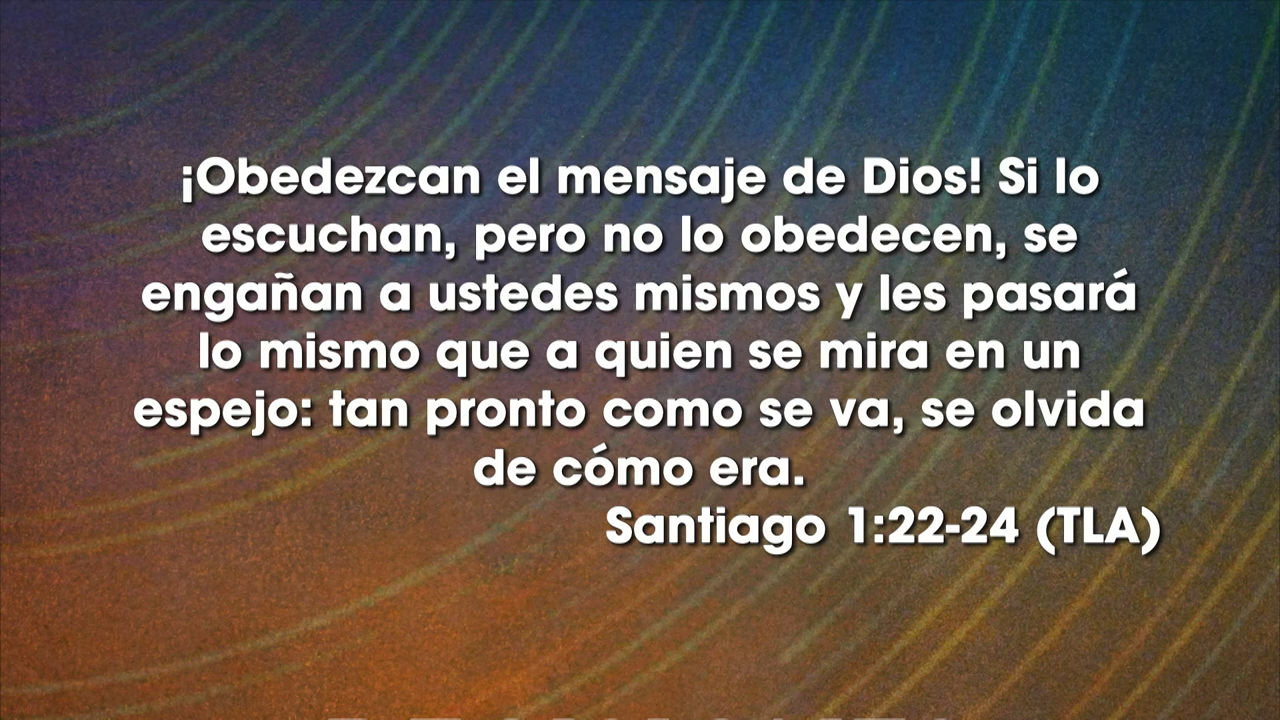 ¡Obedezcan el mensaje de Dios! Si lo
escuchan, pero no lo obedecen, se
engañan a ustedes mismos y les pasará
lo mismo que a quien se mira en un
espejo: tan pronto como se va, se olvida
de cómo era.
Santiago 1:22-24 (TLA)